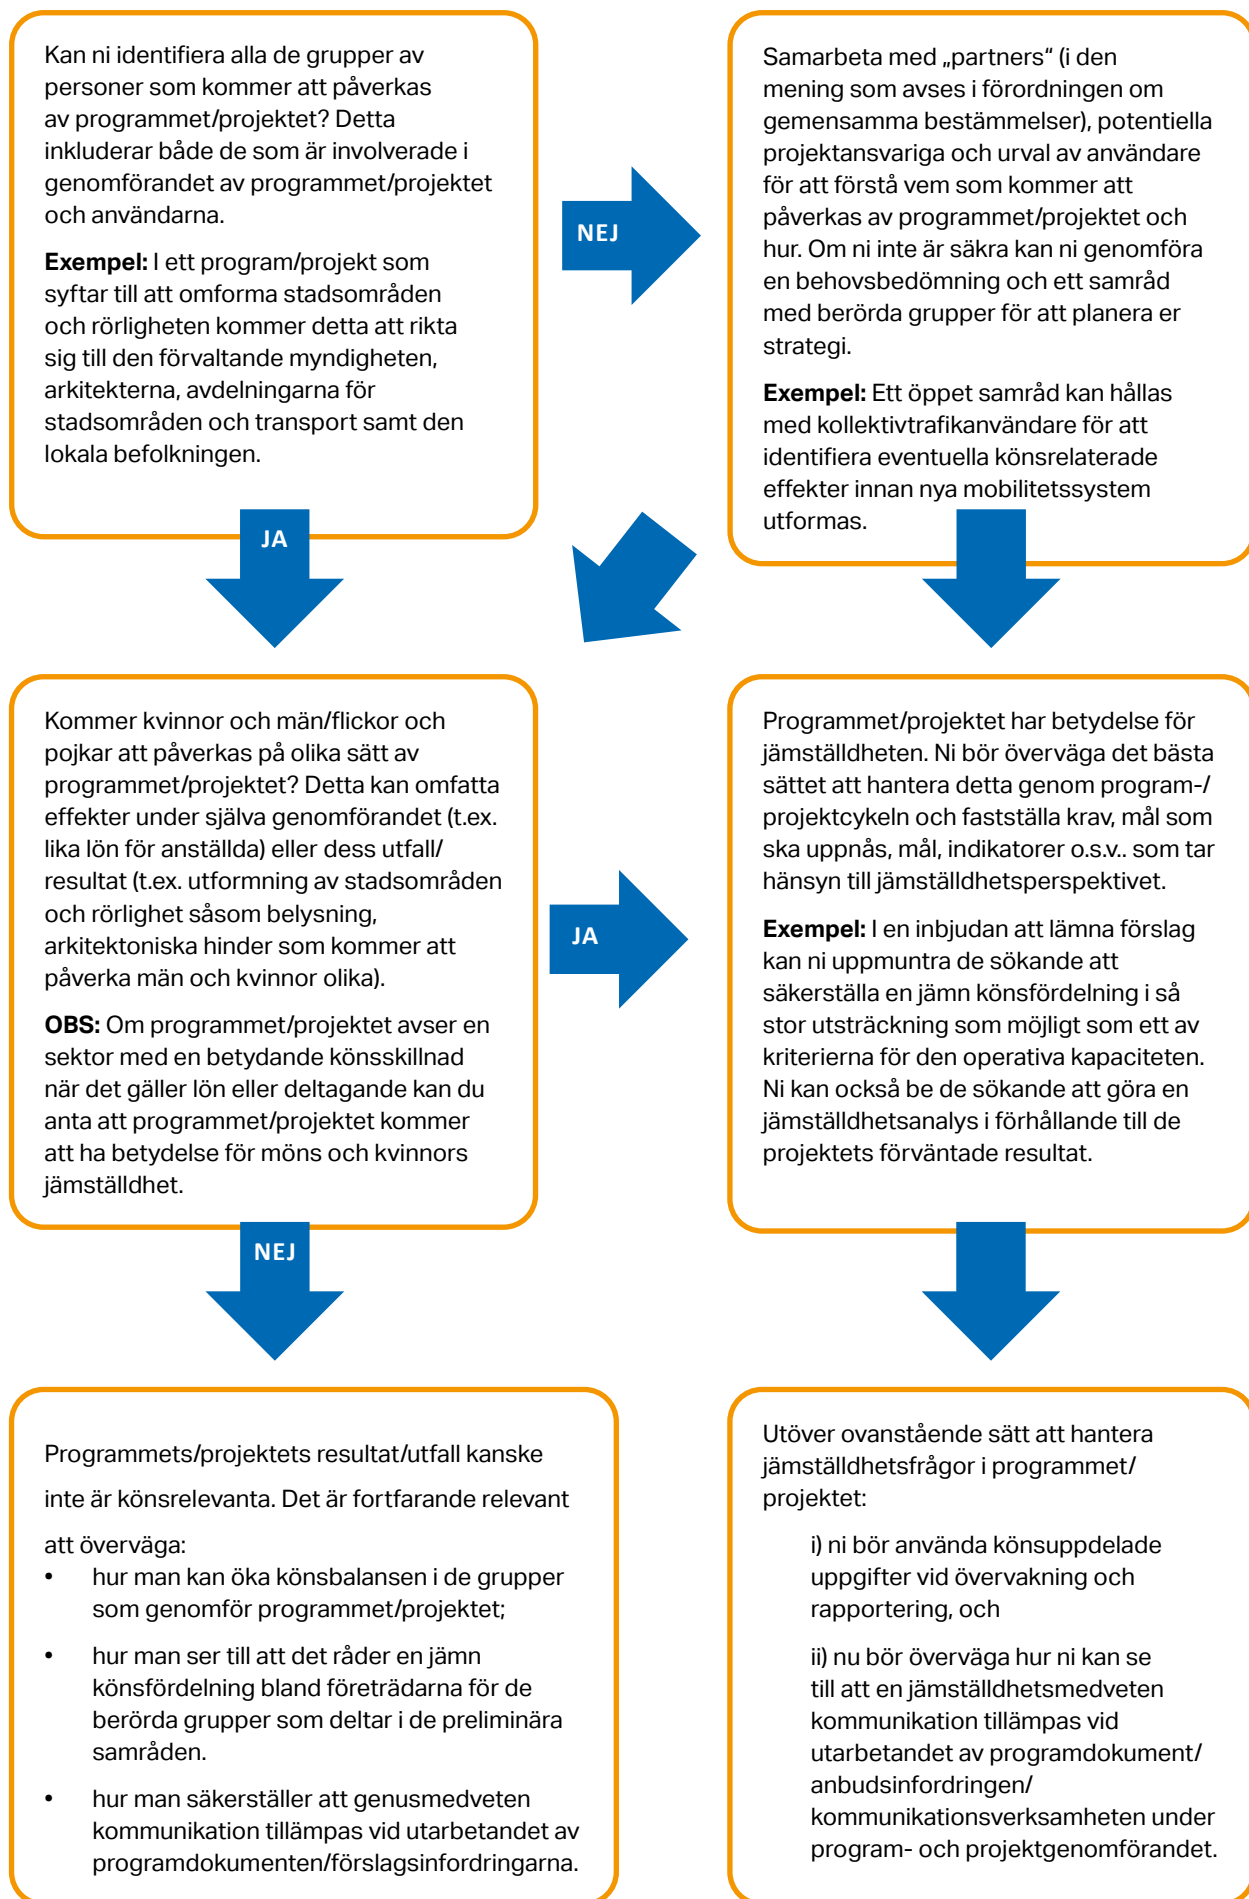 Kan ni identifiera alla de grupper av
personer som kommer att påverkas
av programmet/projektet? Detta
inkluderar både de som är involverade i
genomförandet av programmet/projektet
och användarna.
Exempel: I ett program/projekt som
syftar till att omforma stadsområden
och rörligheten kommer detta att rikta
sig till den förvaltande myndigheten,
arkitekterna, avdelningarna för
stadsområden och transport samt den
lokala befolkningen.
NEJ
Samarbeta med „partners“ (i den
mening som avses i förordningen om
gemensamma bestämmelser), potentiella
projektansvariga och urval av användare
för att förstå vem som kommer att
påverkas av programmet/projektet och
hur. Om ni inte är säkra kan ni genomföra
en behovsbedömning och ett samråd
med berörda grupper för att planera er
strategi.
Exempel: Ett öppet samråd kan hållas
med kollektivtrafikanvändare för att
identifiera eventuella könsrelaterade
effekter innan nya mobilitetssystem
utformas.
JA
Kommer kvinnor och män/flickor och
pojkar att påverkas på olika sätt av
programmet/projektet? Detta kan omfatta
effekter under själva genomförandet (t.ex.
lika lön för anställda) eller dess utfall/
resultat (t.ex. utformning av stadsområden
och rörlighet såsom belysning,
arkitektoniska hinder som kommer att
påverka män och kvinnor olika).
OBS: Om programmet/projektet avser en
sektor med en betydande könsskillnad
när det gäller lön eller deltagande kan du
anta att programmet/projektet kommer
att ha betydelse för möns och kvinnors
jämställdhet.
JA
Programmet/projektet har betydelse för
jämställdheten. Ni bör överväga det bästa
sättet att hantera detta genom program-/
projektcykeln och fastställa krav, mål som
ska uppnås, mål, indikatorer o.s.v.. som tar
hänsyn till jämställdhetsperspektivet.
Exempel: I en inbjudan att lämna förslag
kan ni uppmuntra de sökande att
säkerställa en jämn könsfördelning i så
stor utsträckning som möjligt som ett av
kriterierna för den operativa kapaciteten.
Ni kan också be de sökande att göra en
jämställdhetsanalys i förhållande till de
projektets förväntade resultat.
NEJ
Programmets/projektets resultat/utfall kanske
inte är könsrelevanta. Det är fortfarande relevant
att överväga:
• hur man kan öka könsbalansen i de grupper
som genomför programmet/projektet;
• hur man ser till att det råder en jämn
könsfördelning bland företrädarna för de
berörda grupper som deltar i de preliminära
samråden.
• hur man säkerställer att genusmedveten
kommunikation tillämpas vid utarbetandet av
programdokumenten/förslagsinfordringarna.
Utöver ovanstående sätt att hantera
jämställdhetsfrågor i programmet/
projektet:
i) ni bör använda könsuppdelade
uppgifter vid övervakning och
rapportering, och
ii) nu bör överväga hur ni kan se
till att en jämställdhetsmedveten
kommunikation tillämpas vid
utarbetandet av programdokument/
anbudsinfordringen/
kommunikationsverksamheten under
program- och projektgenomförandet.